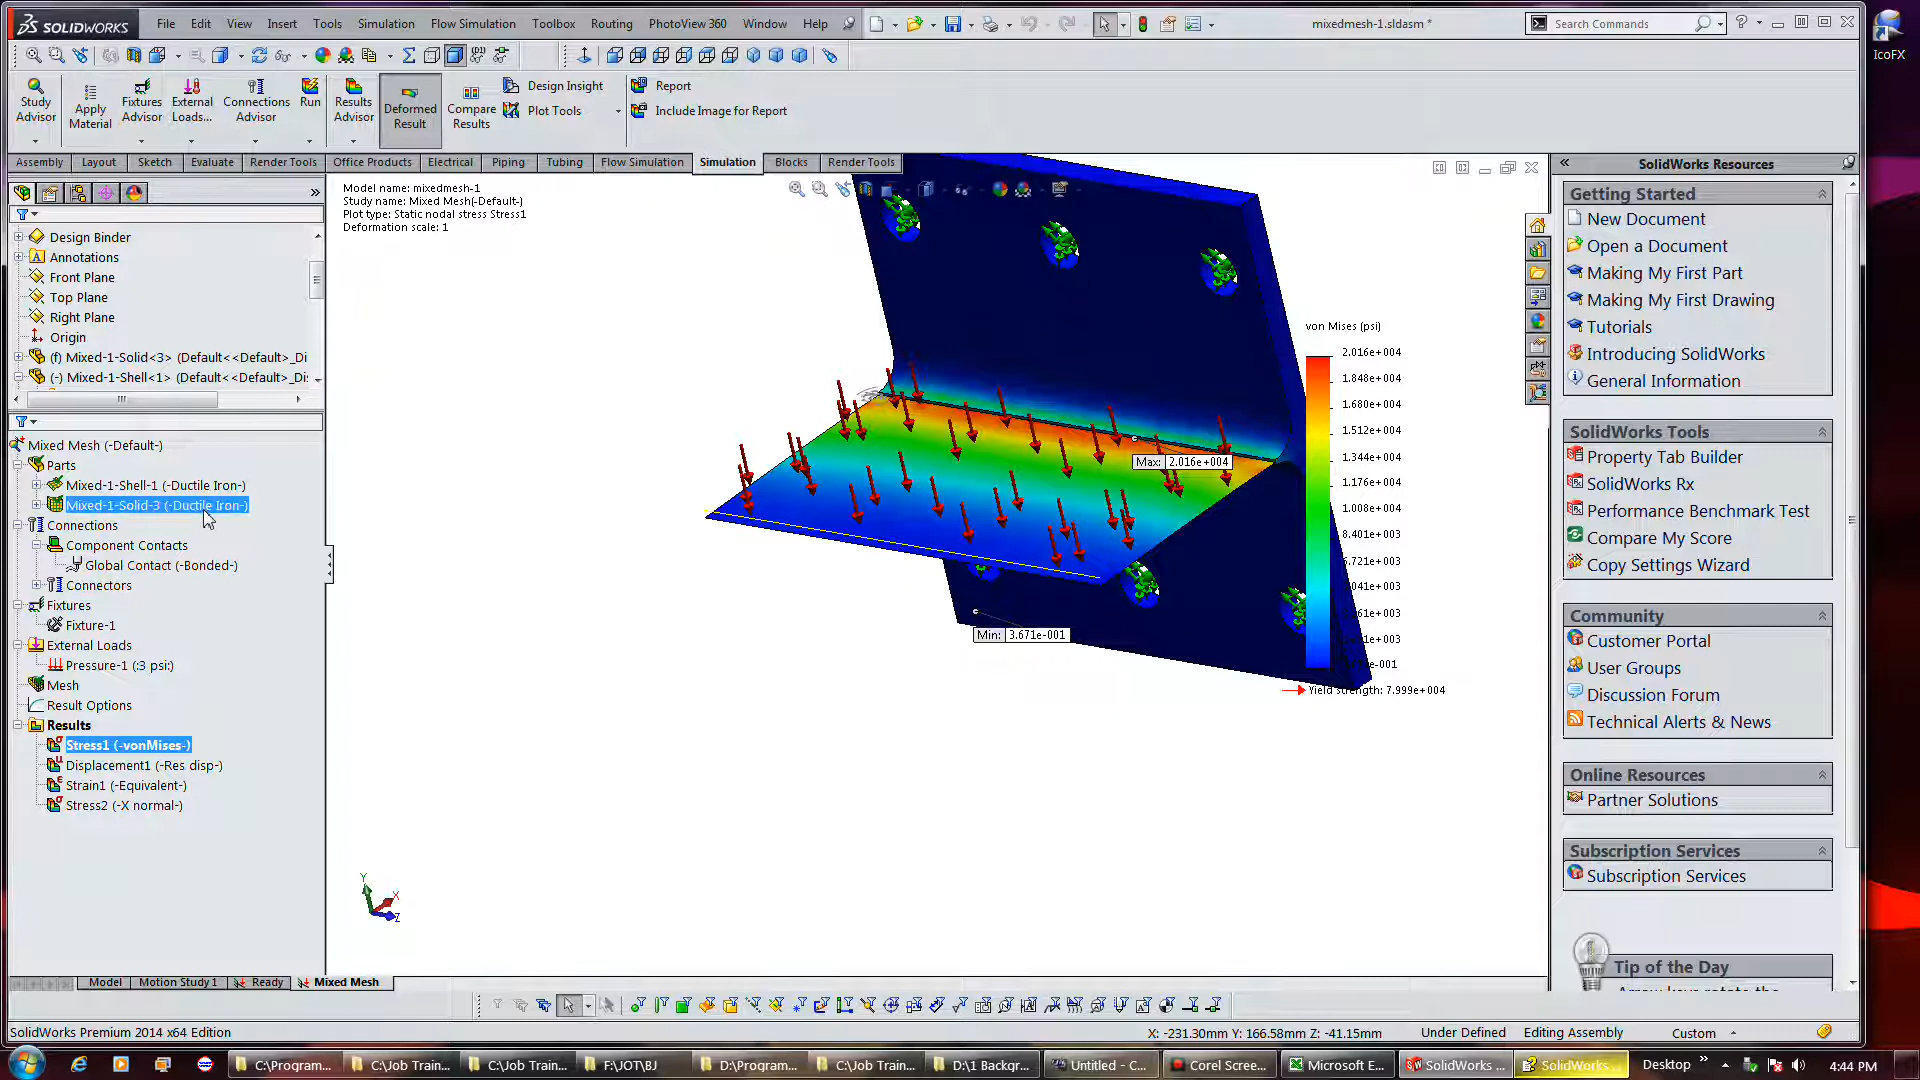 SOLIDWORKS File Edit View Insert Tools Simulation Flow Simulation Toolbox Routing PhotoView 360 Window Help mixedmesh-1.sldasm * Search Commands
IcoFX
Study Advisor
Apply Material
Fixtures Advisor
External Loads...
Connections Advisor
Run
Results Advisor
Deformed Result
Compare Results
Design Insight
Plot Tools
Report
Include Image for Report
Assembly Layout Sketch Evaluate Render Tools Office Products Electrical Piping Tubing Flow Simulation Simulation Blocks Render Tools
Design Binder
Annotations
Front Plane
Top Plane
Right Plane
Origin
(f) Mixed-1-Solid<3> (Default<<Default>_Di
(-) Mixed-1-Shell<1> (Default<<Default>_Di
Mixed Mesh (-Default-)
Parts
Mixed-1-Shell-1 (-Ductile Iron-)
Mixed-1-Solid-3 (-Ductile Iron-)
Connections
Component Contacts
Global Contact (-Bonded-)
Connectors
Fixtures
Fixture-1
External Loads
Pressure-1 (:3 psi:)
Mesh
Result Options
Results
Stress1 (-vonMises-)
Displacement1 (-Res disp-)
Strain1 (-Equivalent-)
Stress2 (-X normal-)
Model name: mixedmesh-1
Study name: Mixed Mesh(-Default-)
Plot type: Static nodal stress Stress1
Deformation scale: 1
Max: 2.016e+004
Min: 3.671e-001
von Mises (psi)
2.016e+004
1.848e+004
1.680e+004
1.512e+004
1.344e+004
1.176e+004
1.008e+004
8.401e+003
.721e+003
041e+003
61e+003
1e+003
e-001
Yield strength: 7.999e+004
Y
X
Z
SolidWorks Resources
Getting Started
New Document
Open a Document
Making My First Part
Making My First Drawing
Tutorials
Introducing SolidWorks
General Information
SolidWorks Tools
Property Tab Builder
SolidWorks Rx
Performance Benchmark Test
Compare My Score
Copy Settings Wizard
Community
Customer Portal
User Groups
Discussion Forum
Technical Alerts & News
Online Resources
Partner Solutions
Subscription Services
Subscription Services
Tip of the Day
Model Motion Study 1 Ready Mixed Mesh
SolidWorks Premium 2014 x64 Edition X: -231.30mm Y: 166.58mm Z: -41.15mm Under Defined Editing Assembly Custom
C:\Program... C:\Job Train... C:\Job Train... F:\JOT\BJ D:\Program... C:\Job Train... D:\1 Backgr... Untitled - C... Corel Scree... Microsoft E... SolidWorks ... SolidWorks Desktop 4:44 PM